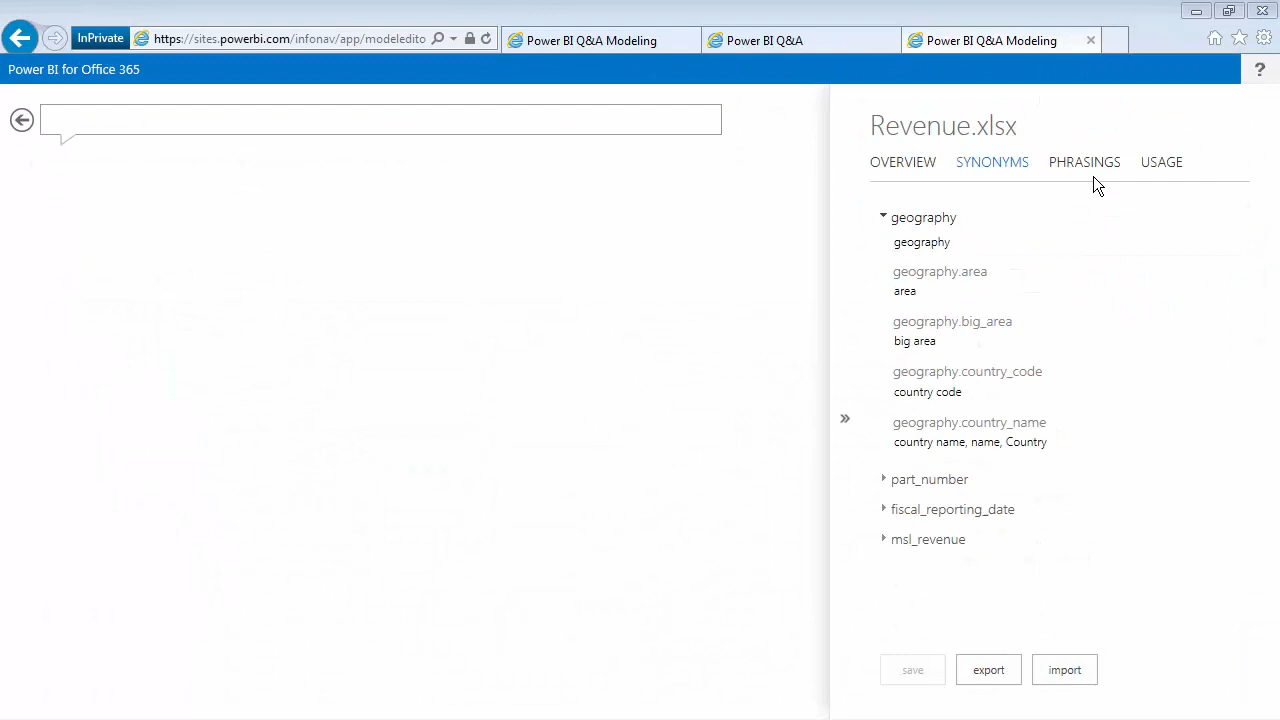 InPrivate
https://sites.powerbi.com/infonav/app/modeledito
Power BI Q&A Modeling
Power BI Q&A
Power BI Q&A Modeling
Power BI for Office 365
?
Revenue.xlsx
OVERVIEW SYNONYMS PHRASINGS USAGE
geography
geography
geography.area
area
geography.big_area
big area
geography.country_code
country code
geography.country_name
country name, name, Country
part_number
fiscal_reporting_date
msl_revenue
save export import